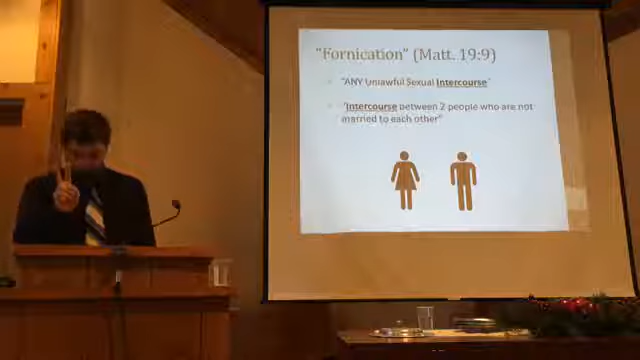 "Fornication" (Matt. 19:9)
"ANY Unlawful Sexual Intercourse"
"Intercourse between 2 people who are not
married to each other"